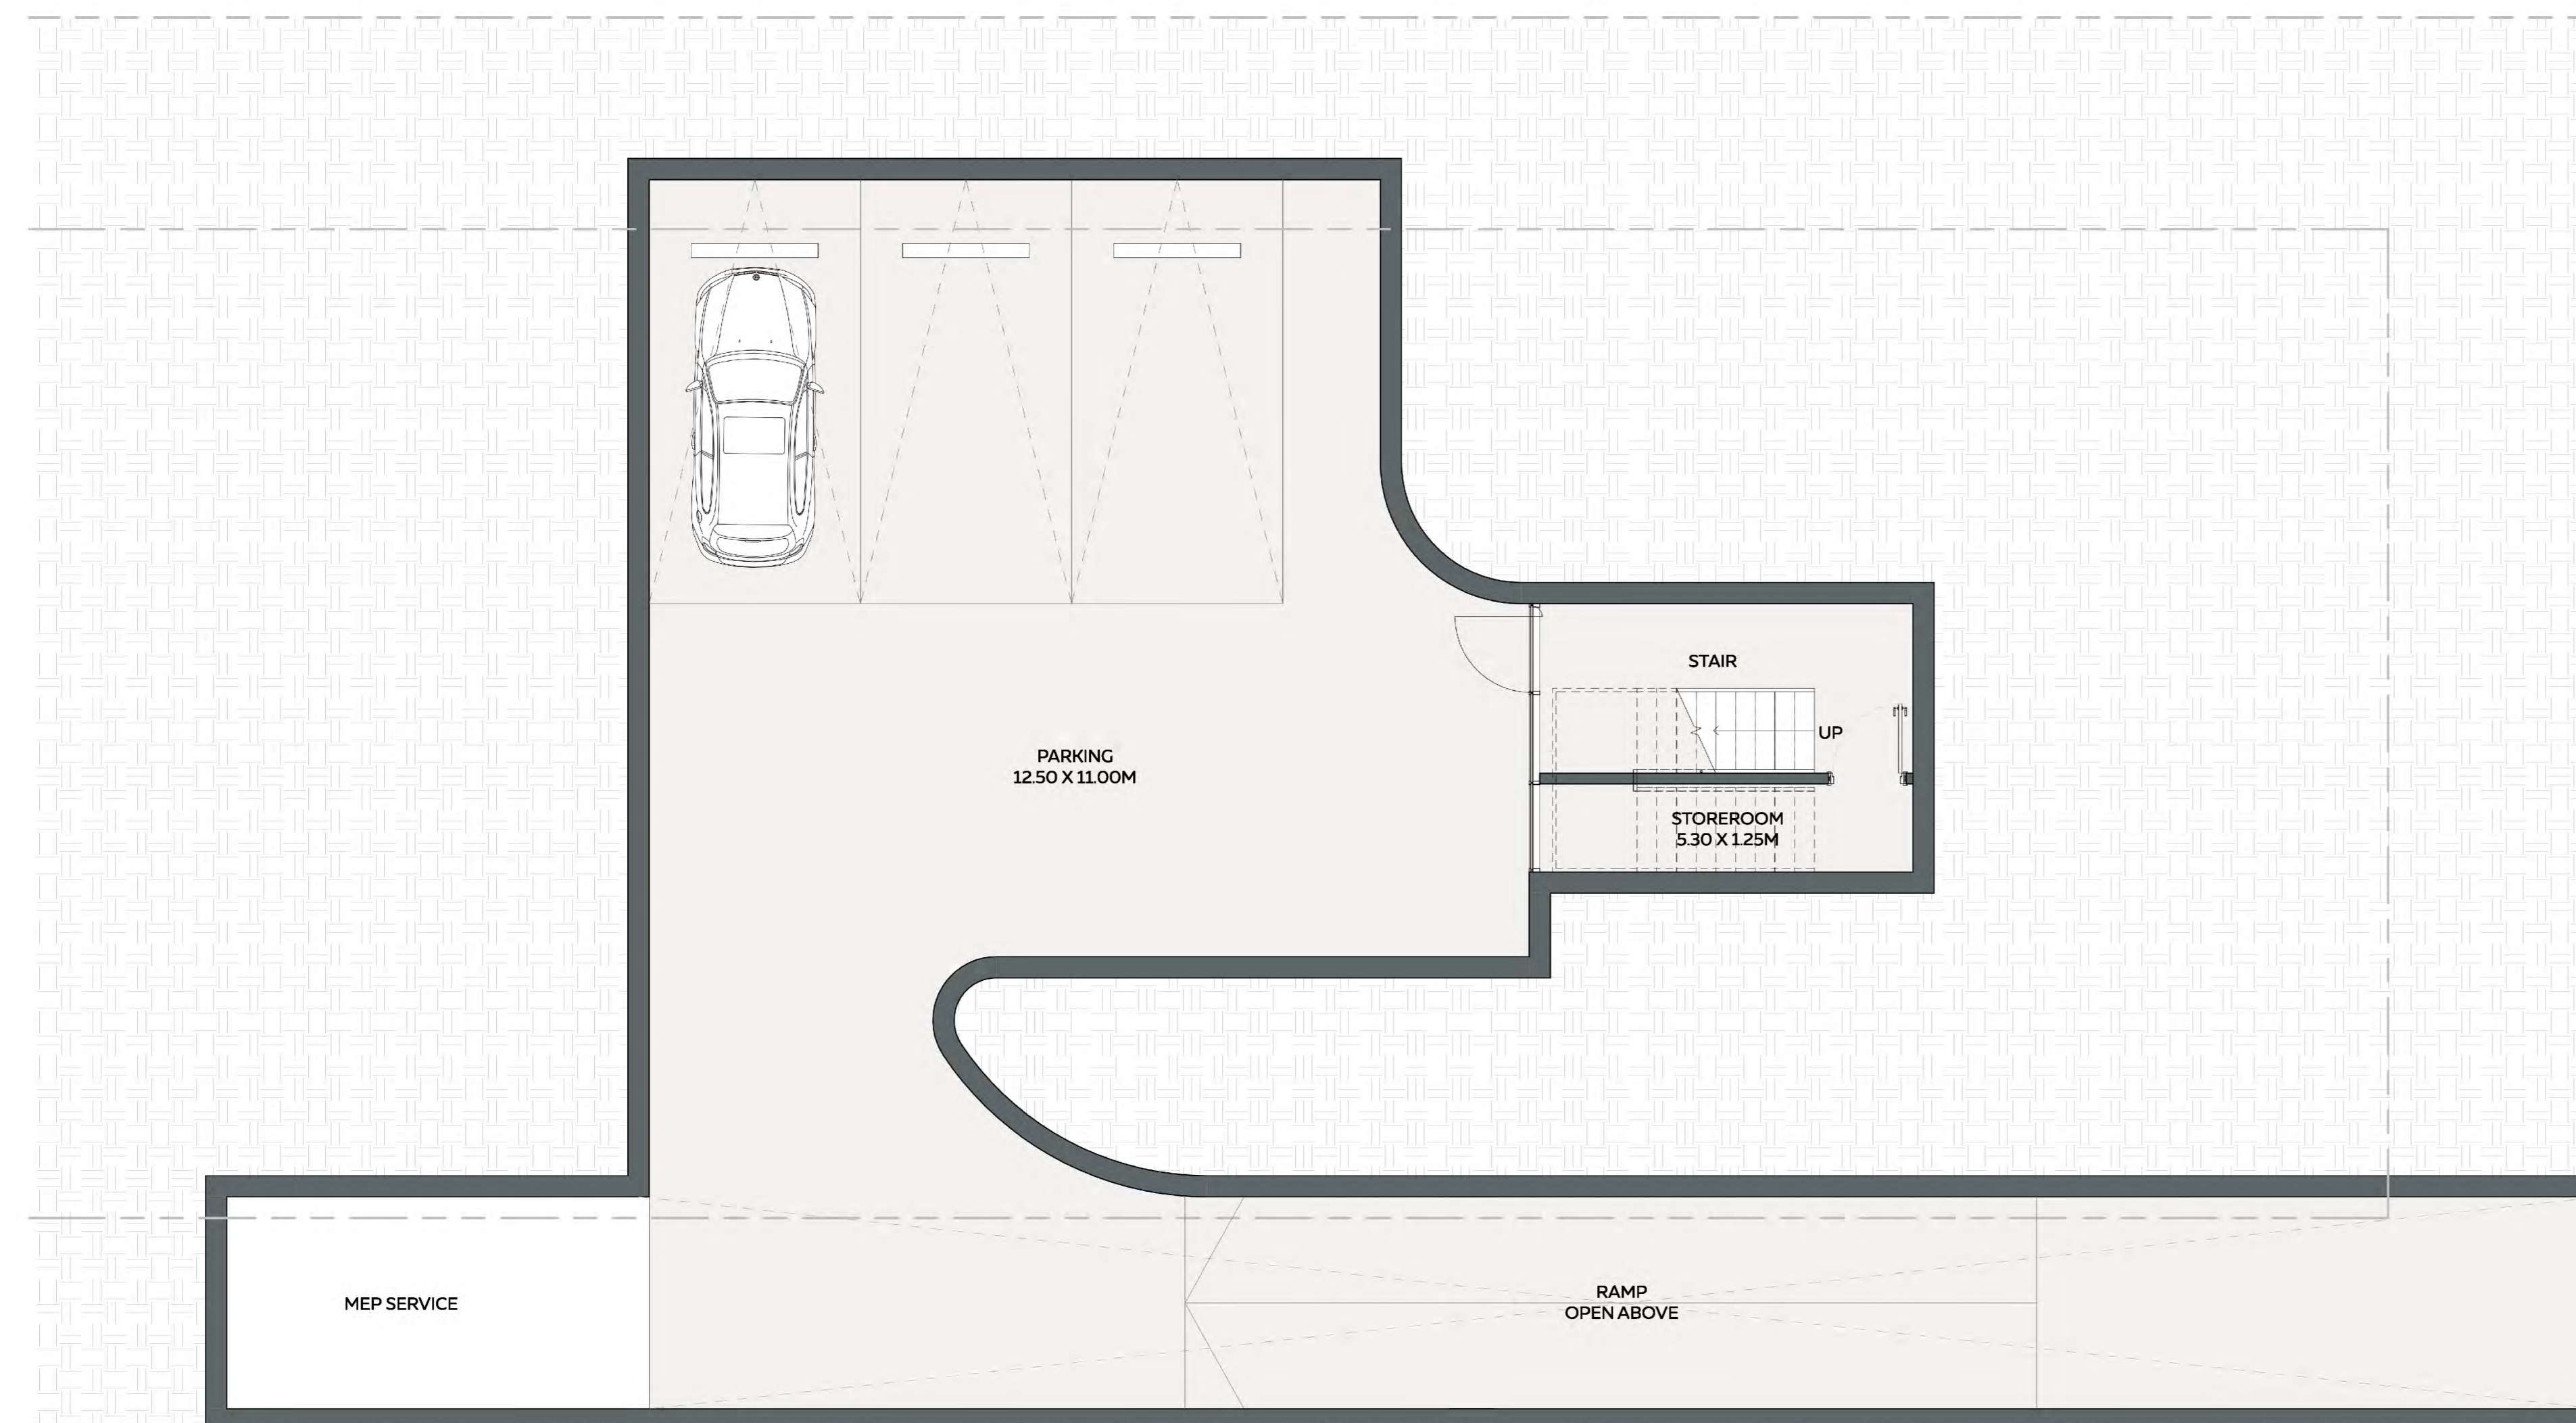 STAIR
UP
PARKING
12.50 X 11.00M
STOREROOM
5.30 X 1.25M
MEP SERVICE
RAMP
OPEN ABOVE